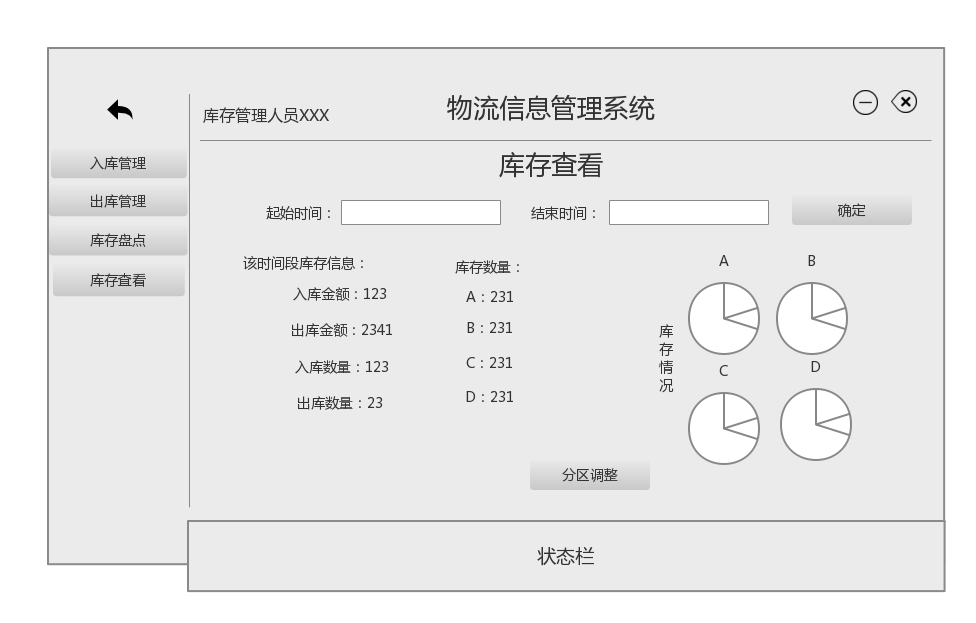 库存管理人员XXX
物流信息管理系统
入库管理
出库管理
库存盘点
库存查看
库存查看
起始时间：
结束时间：
确定
该时间段库存信息：
入库金额：123
出库金额：2341
入库数量：123
出库数量：23
库存数量：
A：231
B：231
C：231
D：231
库存情况
A
B
C
D
分区调整
状态栏